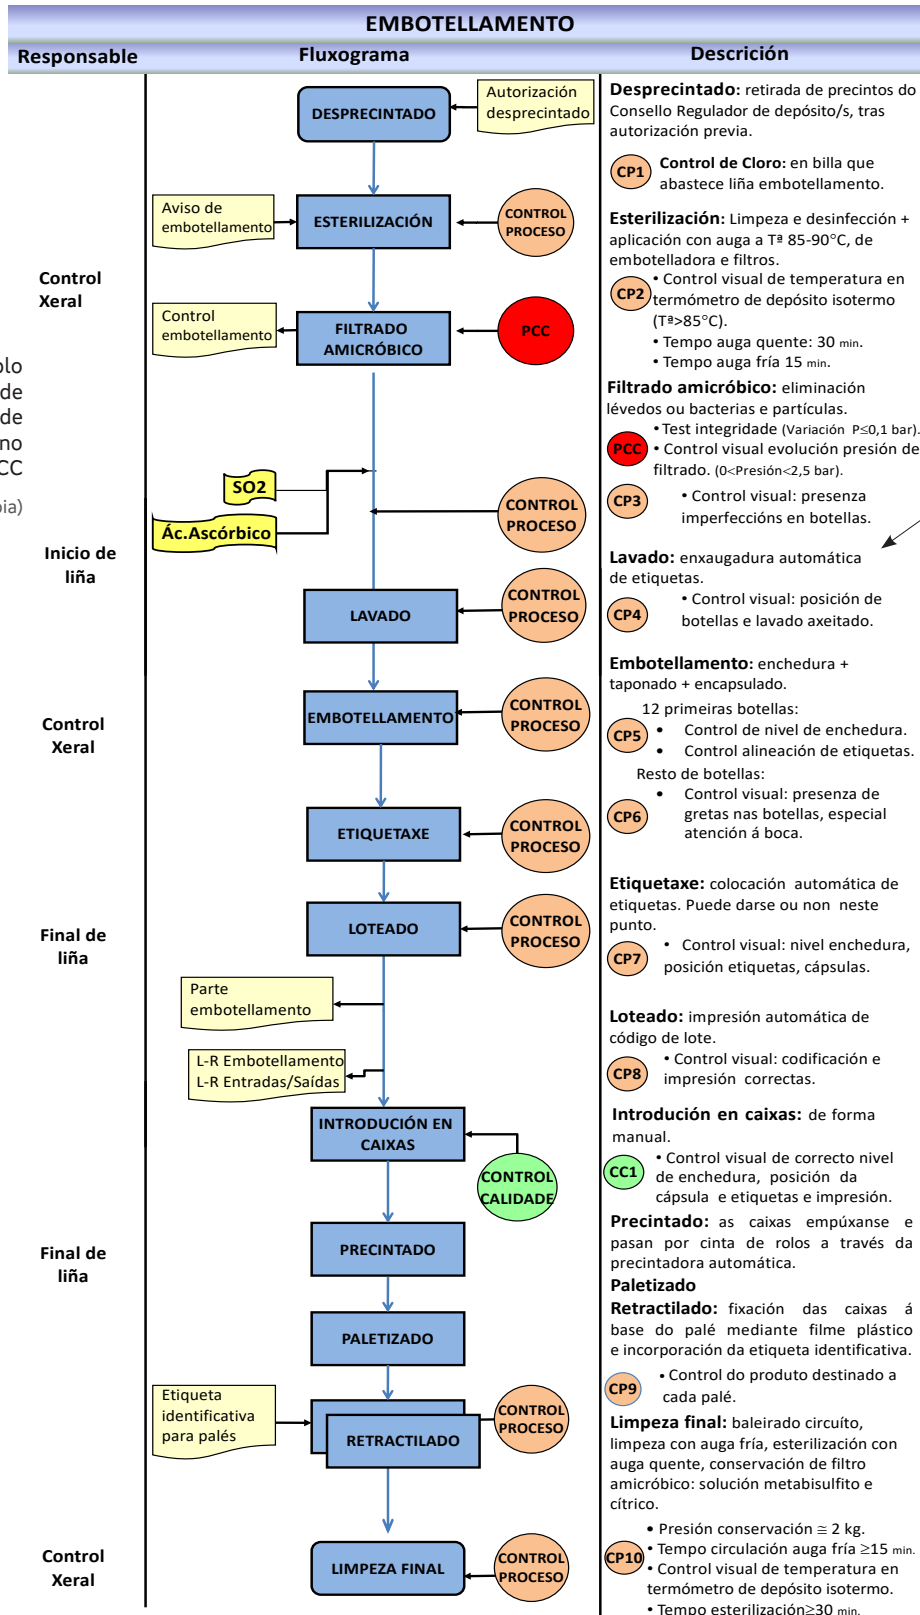 EMBOTELLAMENTO
Responsable
Fluxograma
Descrición
Control
Xeral
Inicio de
liña
Control
Xeral
Final de
liña
Final de
liña
Control
Xeral
olo
de
de
no
CC
pia)
DESPRECINTADO
Autorización
desprecintado
Aviso de
embotellamento
ESTERILIZACIÓN
CONTROL
PROCESO
Control
embotellamento
FILTRADO
AMICRÓBICO
PCC
SO2
Ác.Ascórbico
CONTROL
PROCESO
LAVADO
CONTROL
PROCESO
EMBOTELLAMENTO
CONTROL
PROCESO
ETIQUETAXE
CONTROL
PROCESO
LOTEADO
CONTROL
PROCESO
Parte
embotellamento
L-R Embotellamento
L-R Entradas/Saídas
INTRODUCIÓN EN
CAIXAS
CONTROL
CALIDADE
PRECINTADO
PALETIZADO
Etiqueta
identificativa
para palés
RETRACTILADO
CONTROL
PROCESO
LIMPEZA FINAL
CONTROL
PROCESO
Desprecintado: retirada de precintos do
Consello Regulador de depósito/s, tras
autorización previa.
CP1 Control de Cloro: en billa que
abastece liña embotellamento.
Esterilización: Limpeza e desinfección +
aplicación con auga a Tª 85-90°C, de
embotelladora e filtros.
CP2 • Control visual de temperatura en
termómetro de depósito isotermo
(Tª>85°C).
• Tempo auga quente: 30 min.
• Tempo auga fría 15 min.
Filtrado amicróbico: eliminación
lévedos ou bacterias e partículas.
• Test integridade (Variación P≤0,1 bar).
PCC • Control visual evolución presión de
filtrado. (0<Presión<2,5 bar).
CP3 • Control visual: presenza
imperfeccións en botellas.
Lavado: enxaugadura automática
de etiquetas.
CP4 • Control visual: posición de
botellas e lavado axeitado.
Embotellamento: enchedura +
taponado + encapsulado.
12 primeiras botellas:
CP5 • Control de nivel de enchedura.
• Control alineación de etiquetas.
Resto de botellas:
CP6 • Control visual: presenza de
gretas nas botellas, especial
atención á boca.
Etiquetaxe: colocación automática de
etiquetas. Puede darse ou non neste
punto.
CP7 • Control visual: nivel enchedura,
posición etiquetas, cápsulas.
Loteado: impresión automática de
código de lote.
CP8 • Control visual: codificación e
impresión correctas.
Introdución en caixas: de forma
manual.
CC1 • Control visual de correcto nivel
de enchedura, posición da
cápsula e etiquetas e impresión.
Precintado: as caixas empúxanse e
pasan por cinta de rolos a través da
precintadora automática.
Paletizado
Retractilado: fixación das caixas á
base do palé mediante filme plástico
e incorporación da etiqueta identificativa.
CP9 • Control do produto destinado a
cada palé.
Limpeza final: baleirado circuíto,
limpeza con auga fría, esterilización con
auga quente, conservación de filtro
amicróbico: solución metabisulfito e
cítrico.
• Presión conservación ≅ 2 kg.
CP10 • Tempo circulación auga fría ≥15 min.
• Control visual de temperatura en
termómetro de depósito isotermo.
• Tempo esterilización≥30 min.